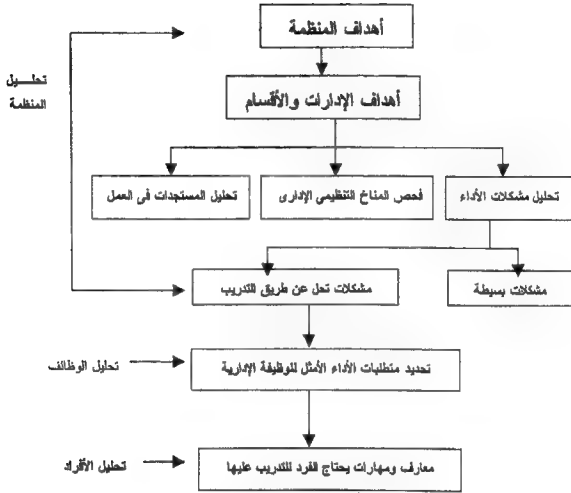 أهداف المنظمة
أهداف الإدارات والأقسام
تحليل
المنظمة
تحليل مشكلات الأداء
فحص المناخ التنظيمى الإدارى
تحليل المستجدات فى العمل
مشكلات بسيطة
مشكلات تحل عن طريق التدريب
تحديد متطلبات الأداء الأمثل للوظيفة الإدارية
تحليل الوظائف
معارف ومهارات يحتاج الفرد للتدريب عليها
تحليل الأفراد